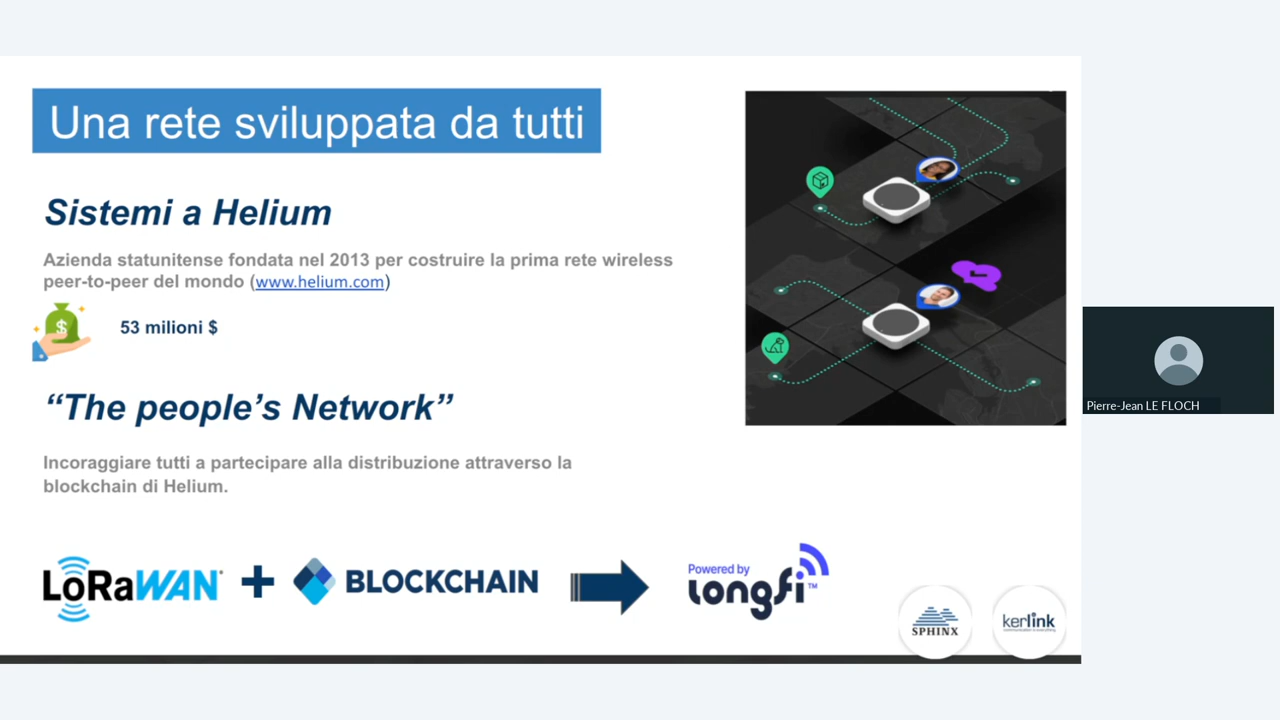 Una rete sviluppata da tutti
Sistemi a Helium
Azienda statunitense fondata nel 2013 per costruire la prima rete wireless
peer-to-peer del mondo (www.helium.com)
$
53 milioni $
“The people’s Network”
Incoraggiare tutti a partecipare alla distribuzione attraverso la
blockchain di Helium.
LoRaWAN
+
BLOCKCHAIN
Powered by
longfi™
SPHINX
kerlink
Pierre-Jean LE FLOCH